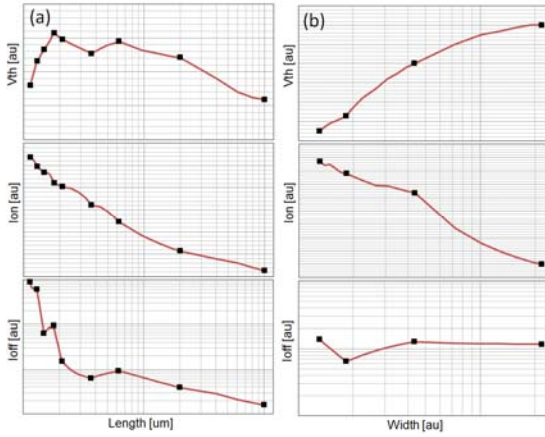 (a)
Vth [au]
Ion [au]
Ioff [au]
Length [um]
(b)
Vth [au]
Ion [au]
Ioff [au]
Width [au]